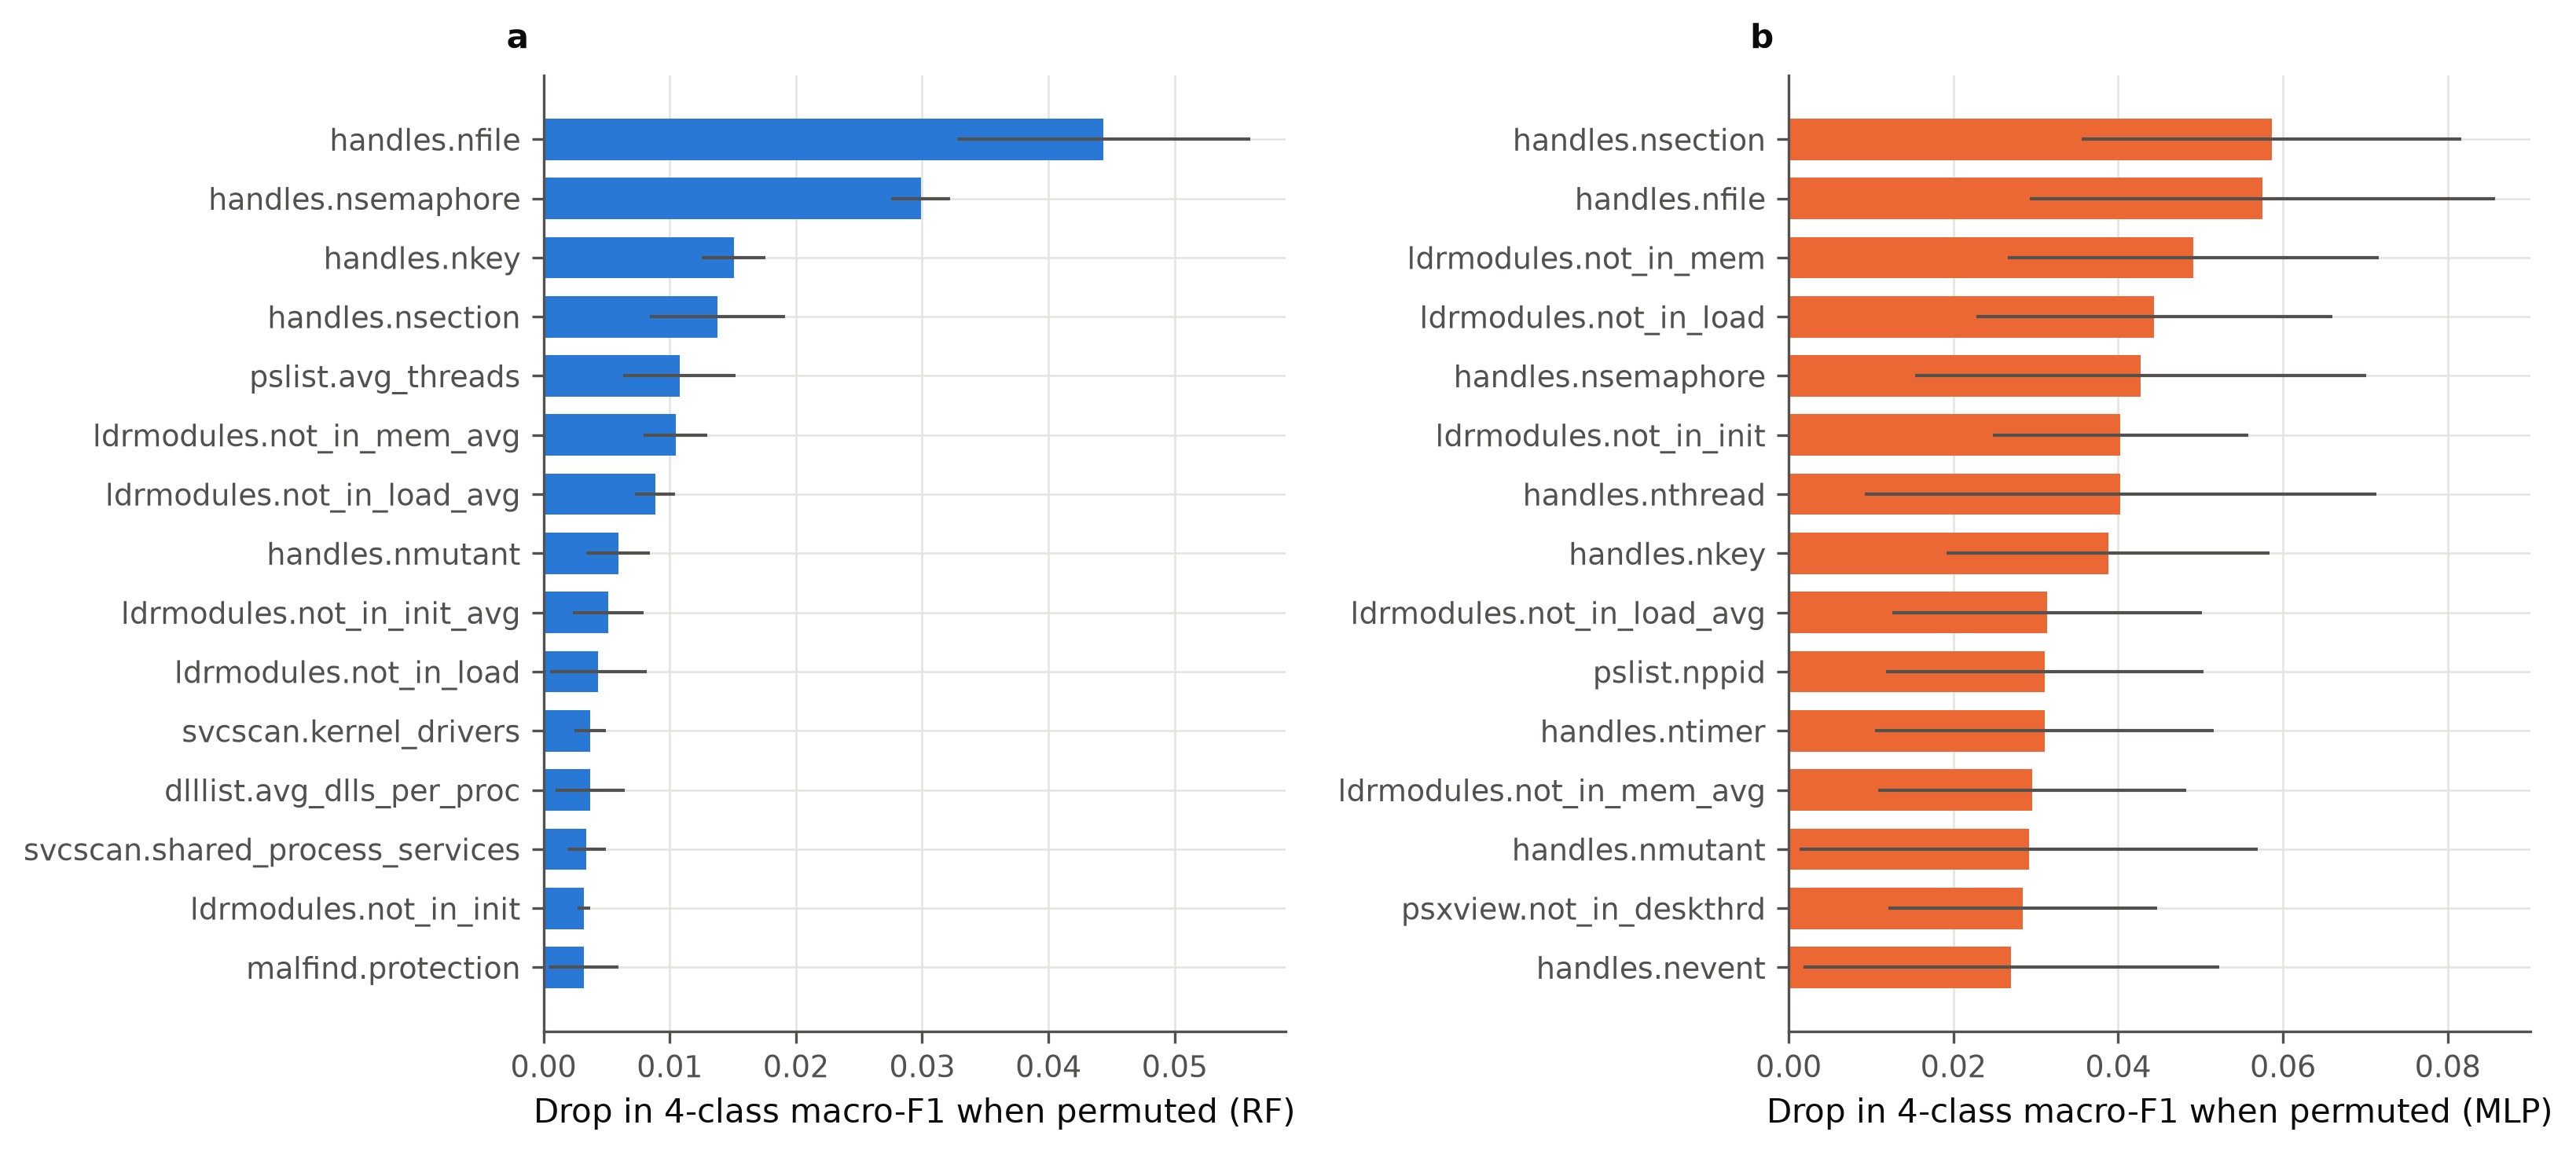 a
handles.nfile
handles.nsemaphore
handles.nkey
handles.nsection
pslist.avg_threads
ldrmodules.not_in_mem_avg
ldrmodules.not_in_load_avg
handles.nmutant
ldrmodules.not_in_init_avg
ldrmodules.not_in_load
svcscan.kernel_drivers
dlllist.avg_dlls_per_proc
svcscan.shared_process_services
ldrmodules.not_in_init
malfind.protection
0.00 0.01 0.02 0.03 0.04 0.05
Drop in 4-class macro-F1 when permuted (RF)
b
handles.nsection
handles.nfile
ldrmodules.not_in_mem
ldrmodules.not_in_load
handles.nsemaphore
ldrmodules.not_in_init
handles.nthread
handles.nkey
ldrmodules.not_in_load_avg
pslist.nppid
handles.ntimer
ldrmodules.not_in_mem_avg
handles.nmutant
psxview.not_in_deskthrd
handles.nevent
0.00 0.02 0.04 0.06 0.08
Drop in 4-class macro-F1 when permuted (MLP)